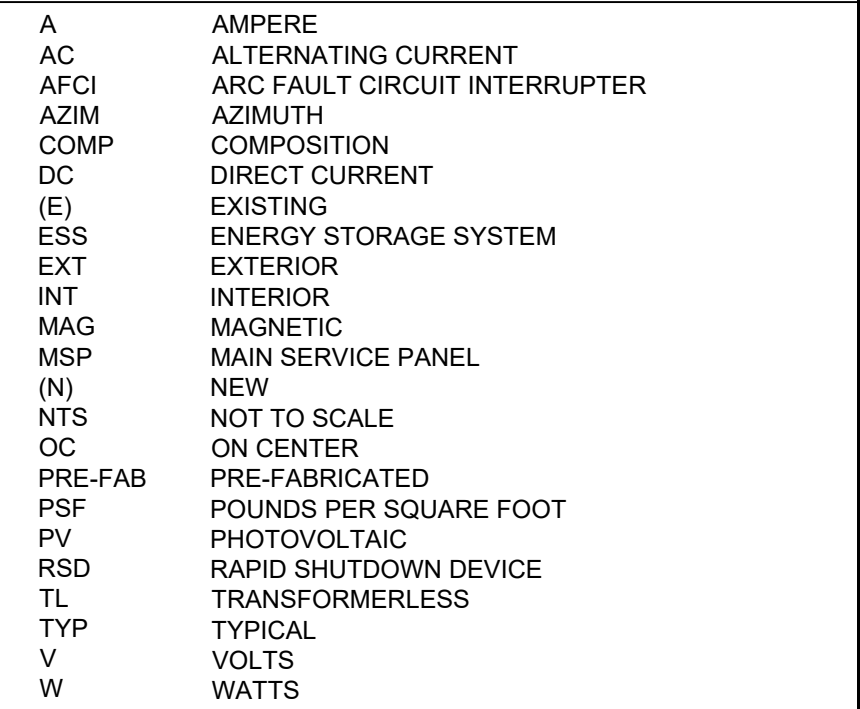 A AMPERE
AC ALTERNATING CURRENT
AFCI ARC FAULT CIRCUIT INTERRUPTER
AZIM AZIMUTH
COMP COMPOSITION
DC DIRECT CURRENT
(E) EXISTING
ESS ENERGY STORAGE SYSTEM
EXT EXTERIOR
INT INTERIOR
MAG MAGNETIC
MSP MAIN SERVICE PANEL
(N) NEW
NTS NOT TO SCALE
OC ON CENTER
PRE-FAB PRE-FABRICATED
PSF POUNDS PER SQUARE FOOT
PV PHOTOVOLTAIC
RSD RAPID SHUTDOWN DEVICE
TL TRANSFORMERLESS
TYP TYPICAL
V VOLTS
W WATTS